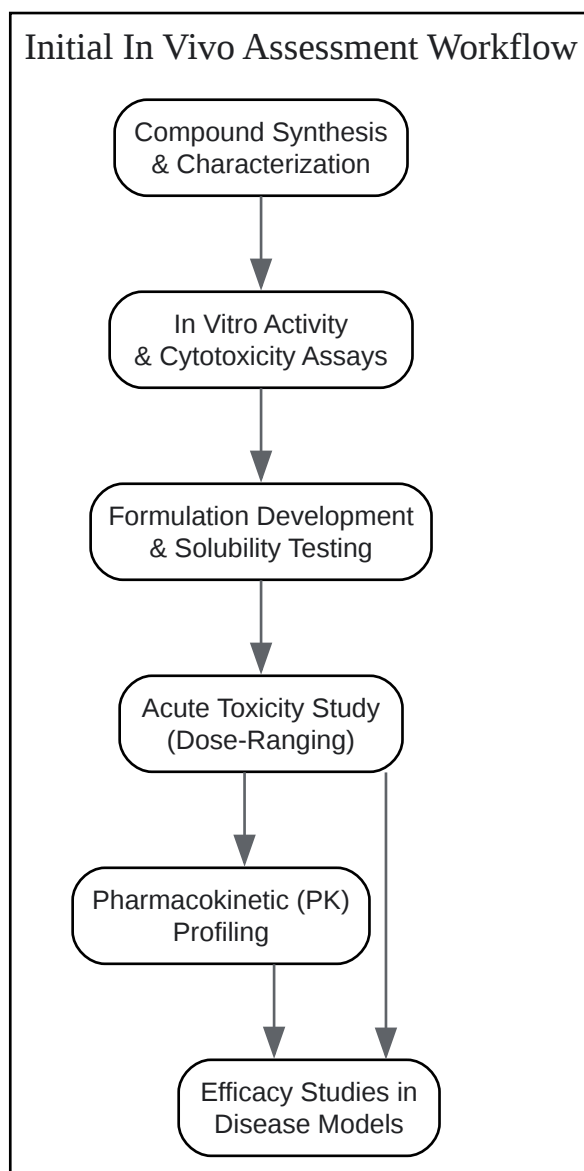 Initial In Vivo Assessment Workflow
Compound Synthesis
& Characterization
In Vitro Activity
& Cytotoxicity Assays
Formulation Development
& Solubility Testing
Acute Toxicity Study
(Dose-Ranging)
Pharmacokinetic (PK)
Profiling
Efficacy Studies in
Disease Models